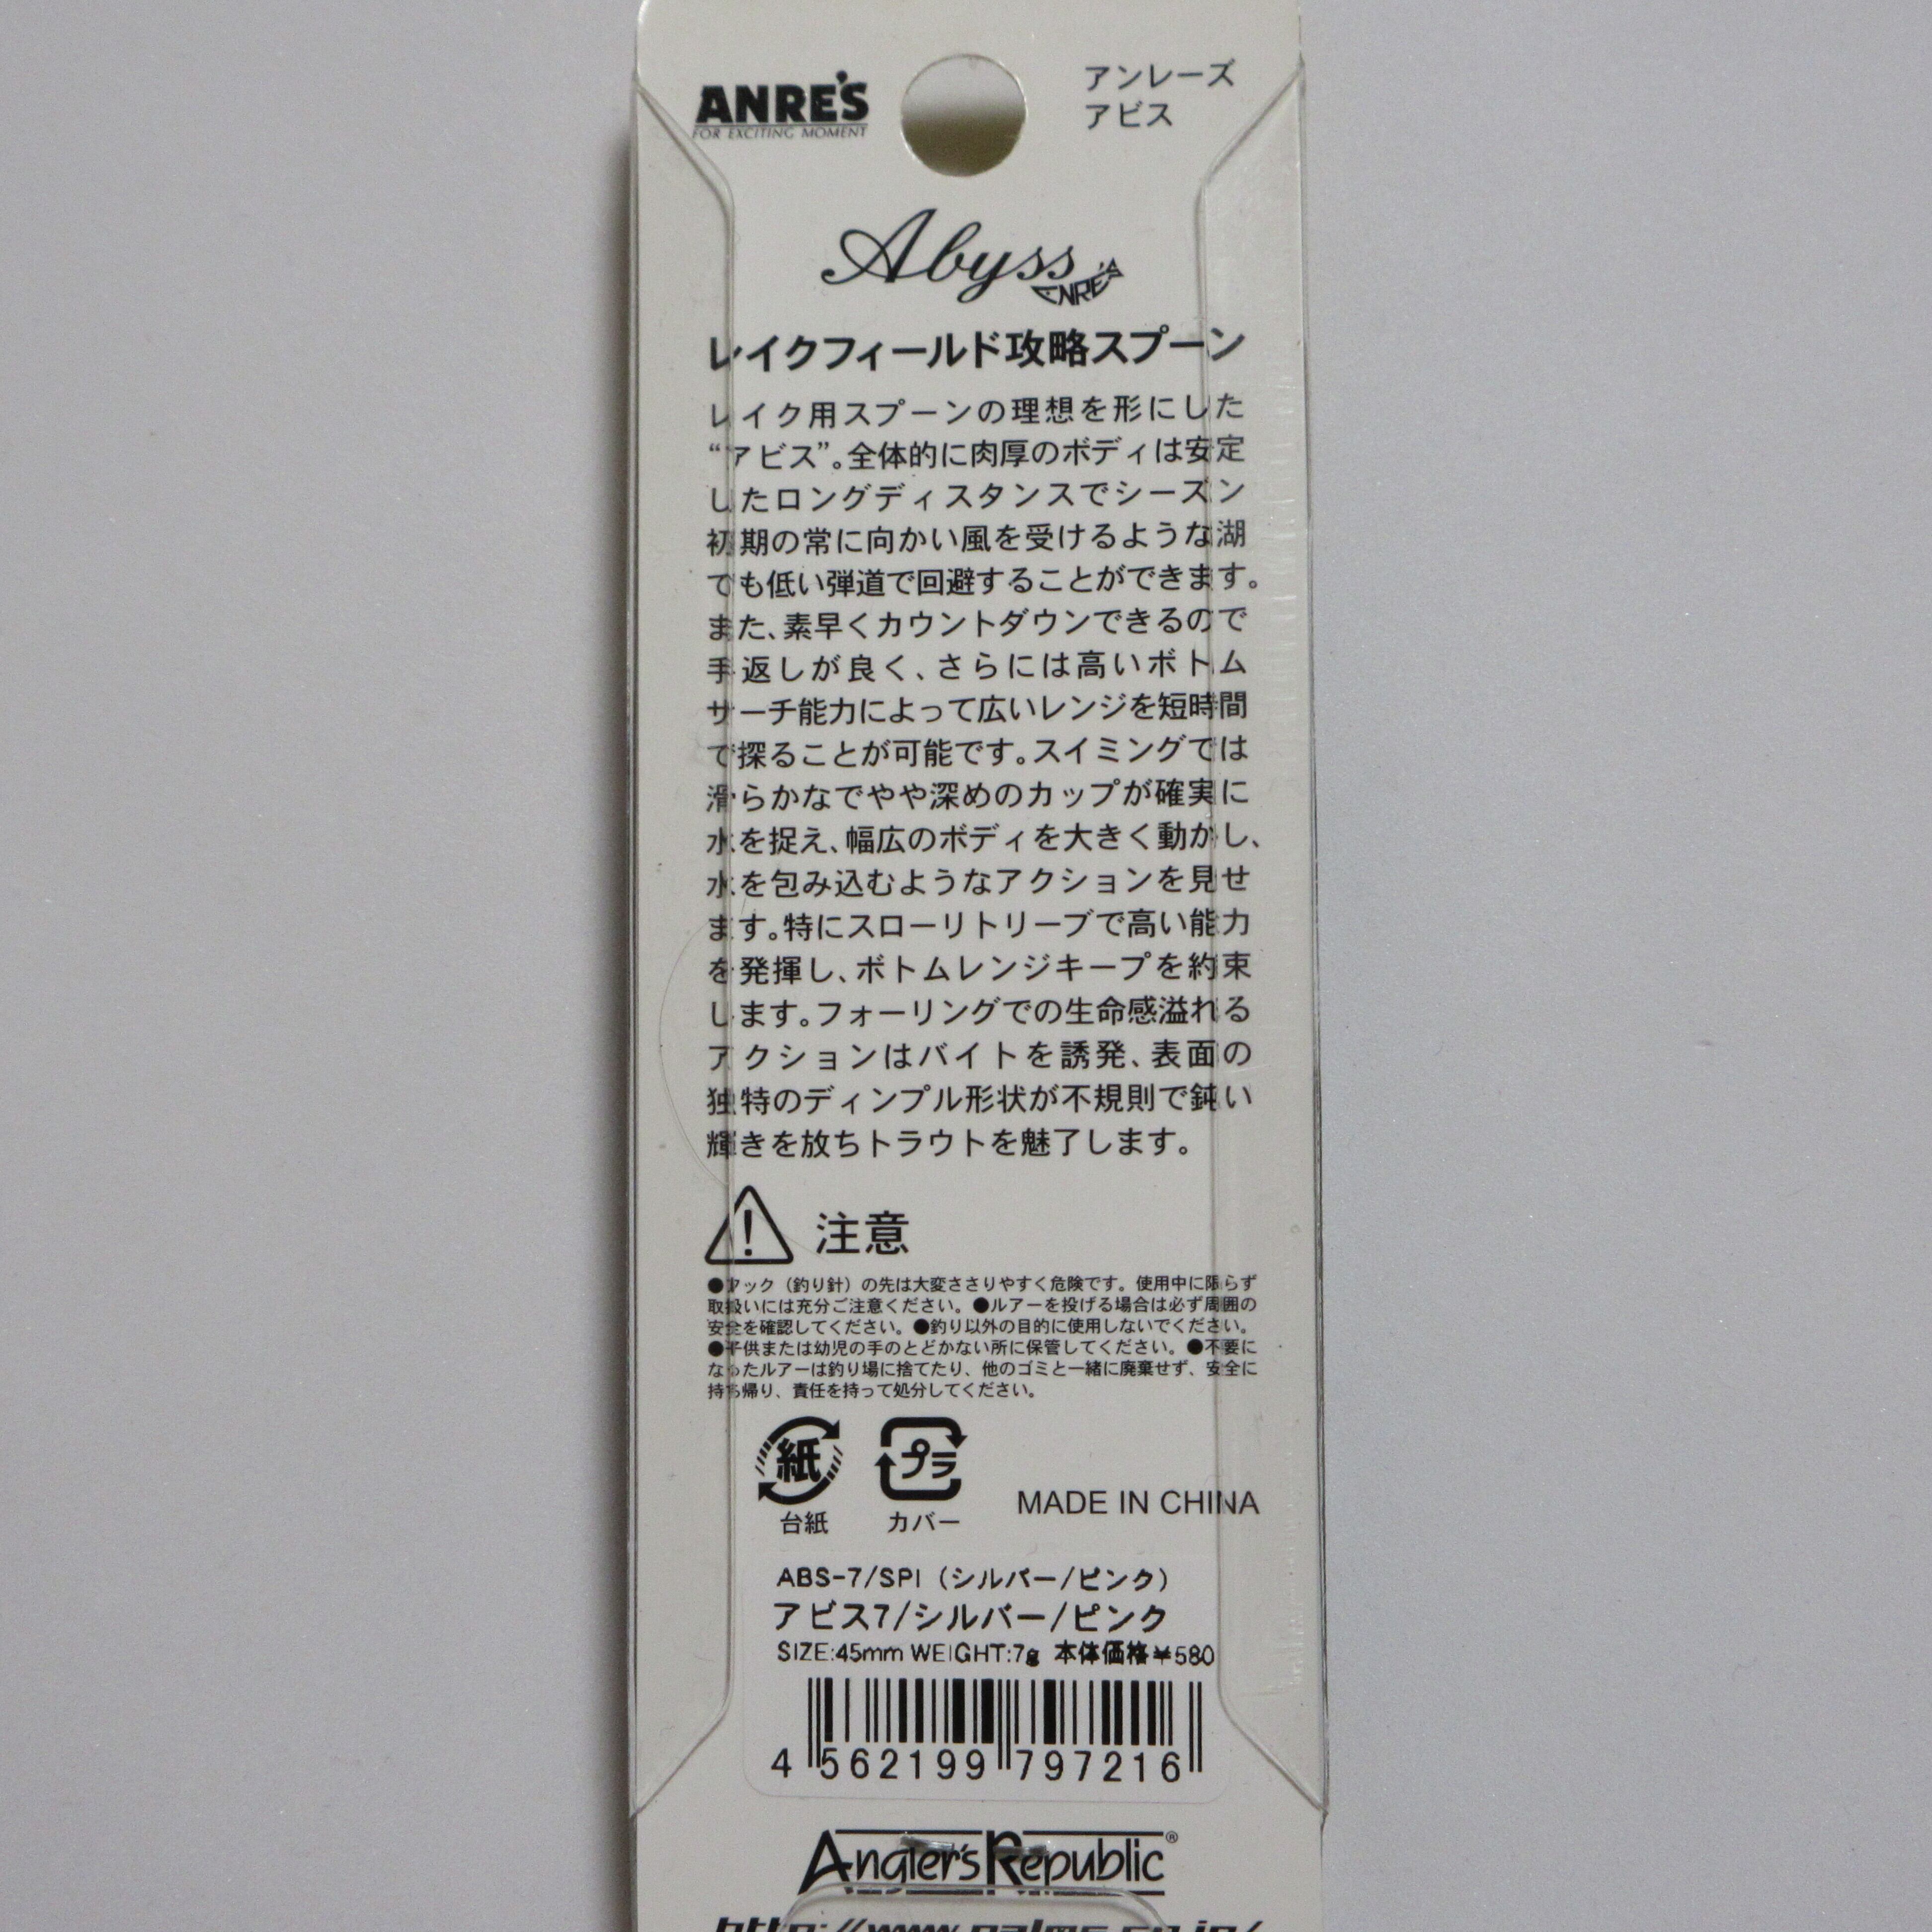 ANRE'S
FOR EXCITING MOMENT
アンレーズ
アビス
Abyss
ANRE'S
レイクフィールド攻略スプーン
レイク用スプーンの理想を形にした
“アビス”。全体的に肉厚のボディは安定
したロングディスタンスでシーズン
初期の常に向かい風を受けるような湖
でも低い弾道で回避することができます。
また、素早くカウントダウンできるので
手返しが良く、さらには高いボトム
サーチ能力によって広いレンジを短時間
で探ることが可能です。スイミングでは
滑らかなでやや深めのカップが確実に
水を捉え、幅広のボディを大きく動かし、
水を包み込むようなアクションを見せ
ます。特にスローリトリーブで高い能力
を発揮し、ボトムレンジキープを約束
します。フォーリングでの生命感溢れる
アクションはバイトを誘発、表面の
独特のディンプル形状が不規則で鈍い
輝きを放ちトラウトを魅了します。
注意
●フック（釣り針）の先は大変ささりやすく危険です。使用中に限らず
取扱いには充分ご注意ください。●ルアーを投げる場合は必ず周囲の
安全を確認してください。●釣り以外の目的に使用しないでください。
●子供または幼児の手のとどかない所に保管してください。●不要に
なったルアーは釣り場に捨てたり、他のゴミと一緒に廃棄せず、安全に
持ち帰り、責任を持って処分してください。
紙
プラ
台紙
カバー
MADE IN CHINA
ABS-7/SPI（シルバー/ピンク）
アビス7/シルバー/ピンク
SIZE:45mm WEIGHT:7g 本体価格￥580
4 562199 797216
Angler's Republic®
http://www.palms.co.jp/